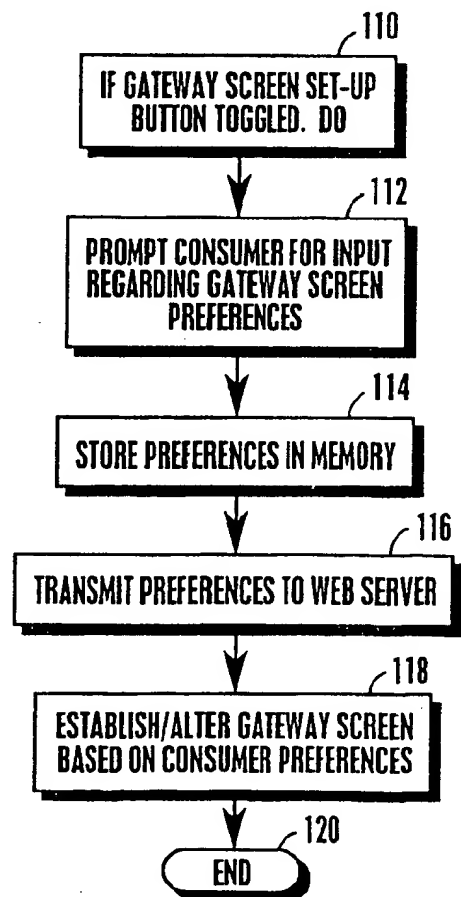 110
IF GATEWAY SCREEN SET-UP
BUTTON TOGGLED. DO
112
PROMPT CONSUMER FOR INPUT
REGARDING GATEWAY SCREEN
PREFERENCES
114
STORE PREFERENCES IN MEMORY
116
TRANSMIT PREFERENCES TO WEB SERVER
118
ESTABLISH/ALTER GATEWAY SCREEN
BASED ON CONSUMER PREFERENCES
120
END